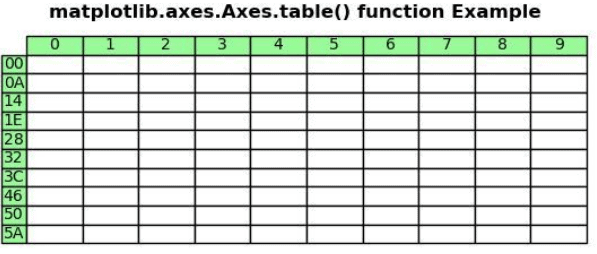 matplotlib.axes.Axes.table() function Example
0 1 2 3 4 5 6 7 8 9
00
0A
14
1E
28
32
3C
46
50
5A